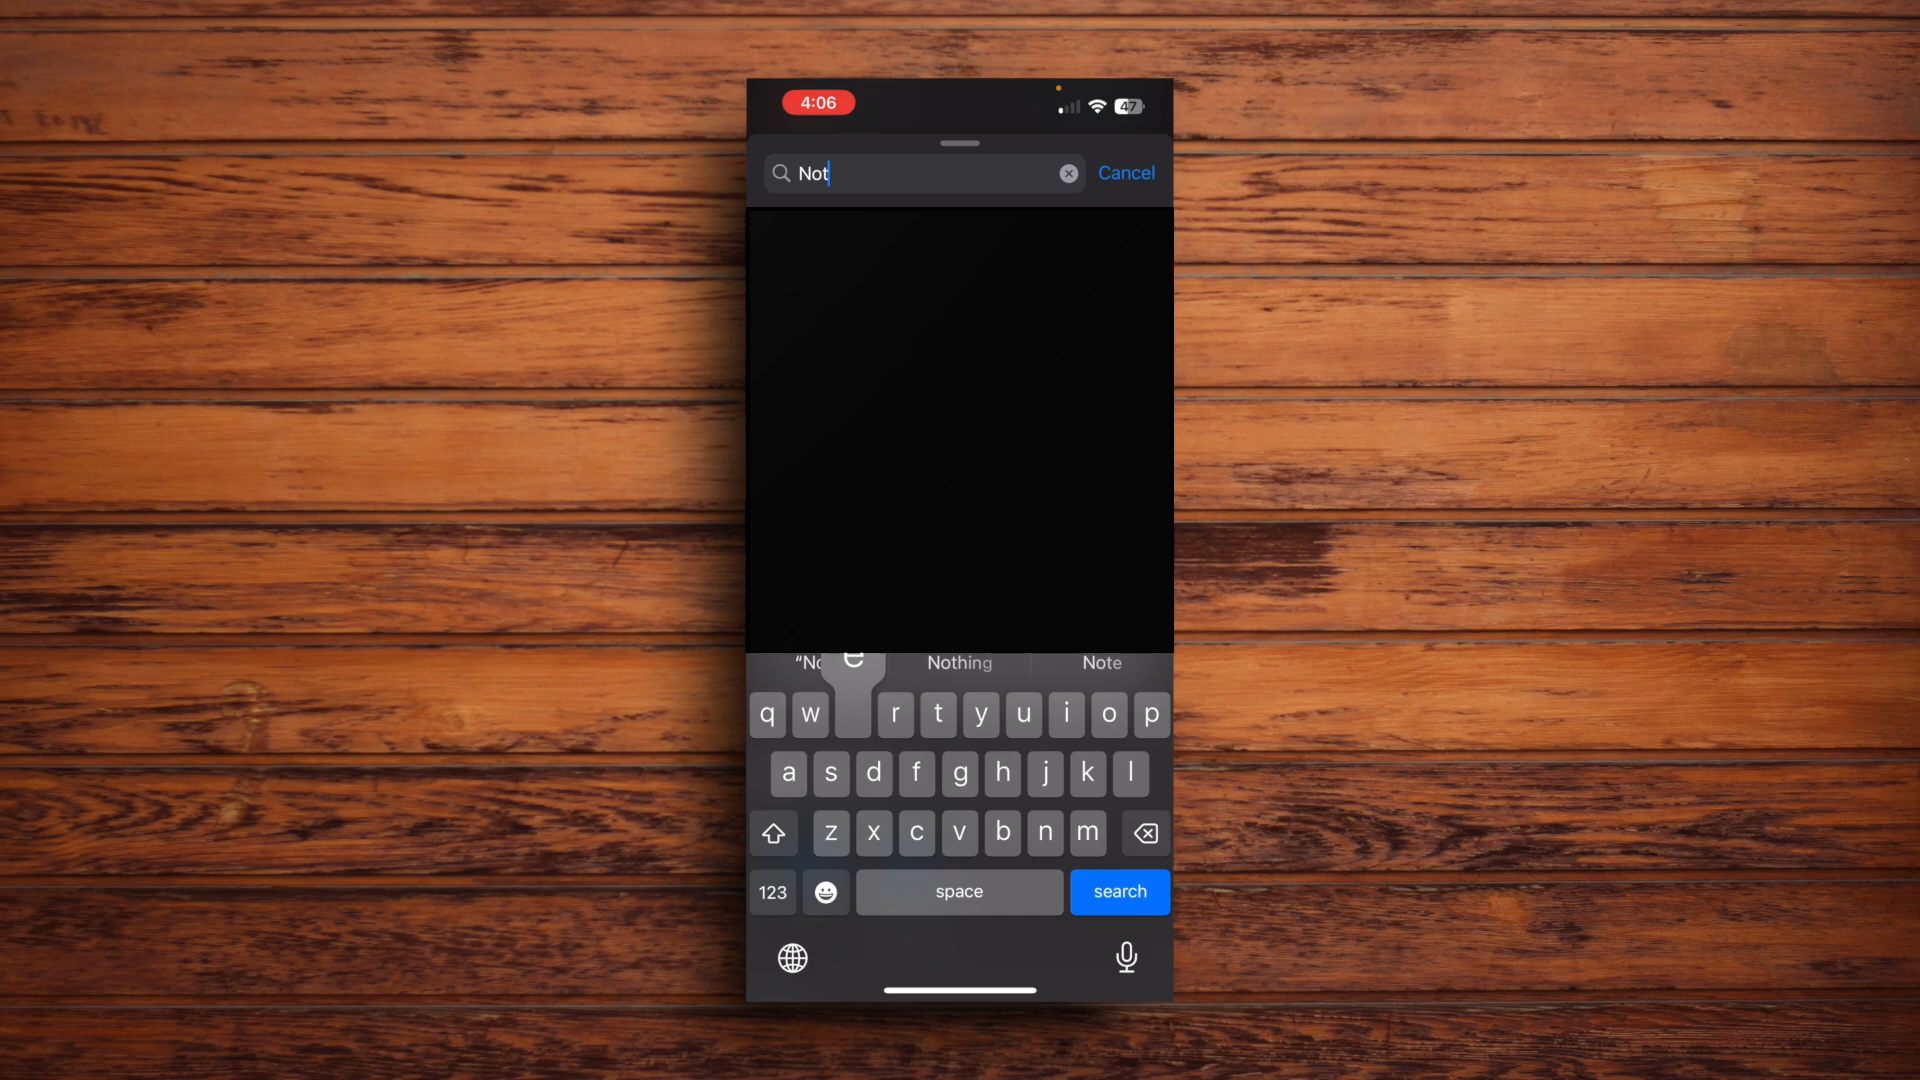 4:06
47
Not
Cancel
Nothing
Note
e
q w r t y u i o p
a s d f g h j k l
z x c v b n m
123 space search